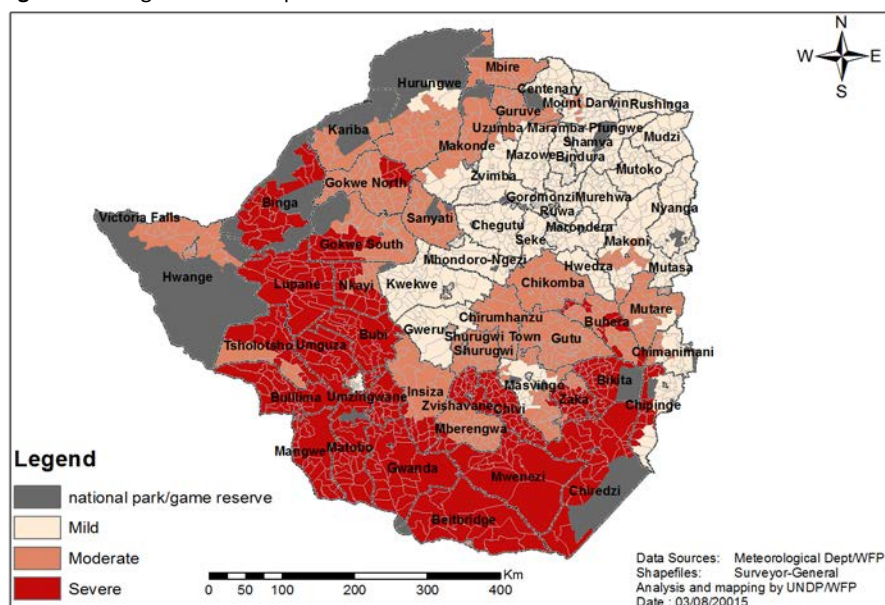 N
W E
S
Mbire
Hurungwe
Centenary
Mount Darwin Rushinga
Guruve
Kariba
Uzumba Maramba-Pfungwe
Makonde
Shamva
Mudzi
Mazowe Bindura
Zvimba
Mutoko
Gokwe North
Binga
Goromonzi Murehwa
Ruwa
Nyanga
Sanyati
Victoria Falls
Chegutu
Marondera
Seke
Makoni
Gokwe South
Mhondoro-Ngezi
Hwedza
Mutasa
Hwange
Lupane
Nkayi
Kwekwe
Chikomba
Mutare
Chirumhanzu
Buhera
Bubi
Gweru
Shurugwi Town
Gutu
Chimanimani
Tsholotsho Umguza
Shurugwi
Masvingo
Bikita
Bulilima
Umzingwane
Insiza
Zvishavane
Chivi
Zaka
Chipinge
Mberengwa
Mangwe
Matobo
Gwanda
Mwenezi
Chiredzi
Beitbridge
Legend
national park/game reserve
Mild
Moderate
Severe
Km
0 50 100 200 300 400
Data Sources: Meteorological Dept/WFP
Shapefiles: Surveyor-General
Analysis and mapping by UNDP/WFP
Date : 03/08/20015